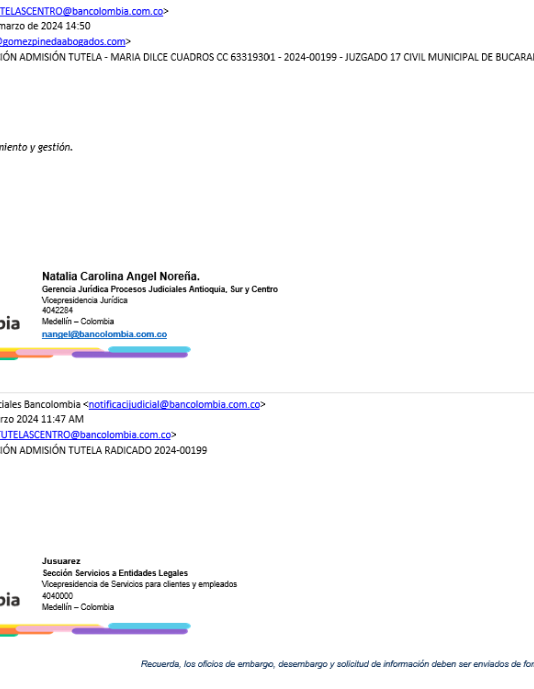 TELASCENTRO@bancolombia.com.co>
marzo de 2024 14:50
@gomezpinedaabogados.com>
IÓN ADMISIÓN TUTELA - MARIA DILCE CUADROS CC 63319301 - 2024-00199 - JUZGADO 17 CIVIL MUNICIPAL DE BUCARA
miento y gestión.
Natalia Carolina Angel Noreña.
Gerencia Jurídica Procesos Judiciales Antioquia, Sur y Centro
Vicepresidencia Jurídica
4042284
Medellín – Colombia
bia
nangel@bancolombia.com.co
ciales Bancolombia <notificacijudicial@bancolombia.com.co>
rzo 2024 11:47 AM
TUTELASCENTRO@bancolombia.com.co>
IÓN ADMISIÓN TUTELA RADICADO 2024-00199
Jusuarez
Sección Servicios a Entidades Legales
Vicepresidencia de Servicios para clientes y empleados
4040000
bia
Medellín – Colombia
Recuerda, los oficios de embargo, desembargo y solicitud de información deben ser enviados de for